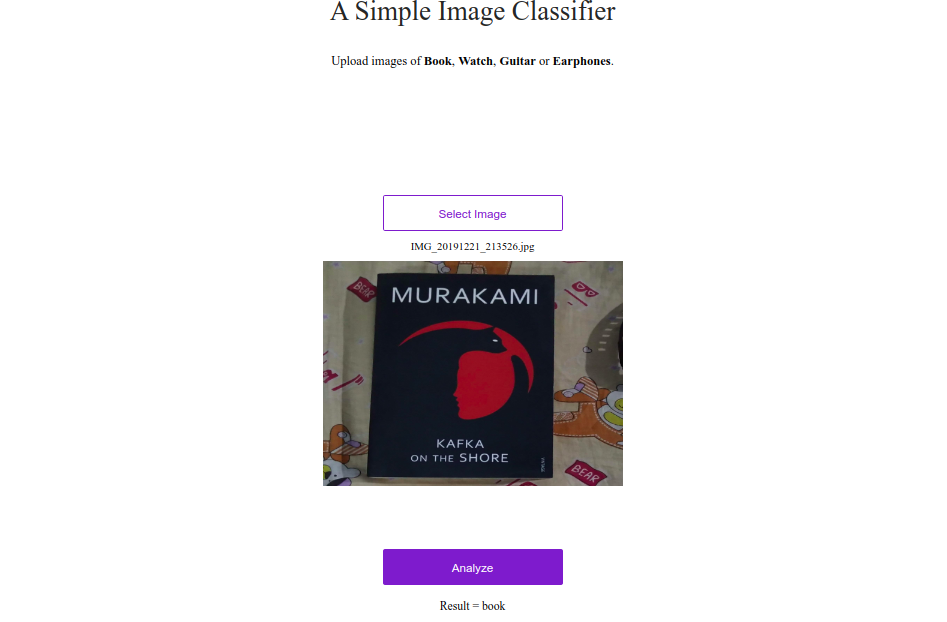 A Simple Image Classifier
Upload images of Book, Watch, Guitar or Earphones.
Select Image
IMG_20191221_213526.jpg
BEAR
MURAKAMI
KAFKA
ON THE SHORE
BEAR
Analyze
Result = book